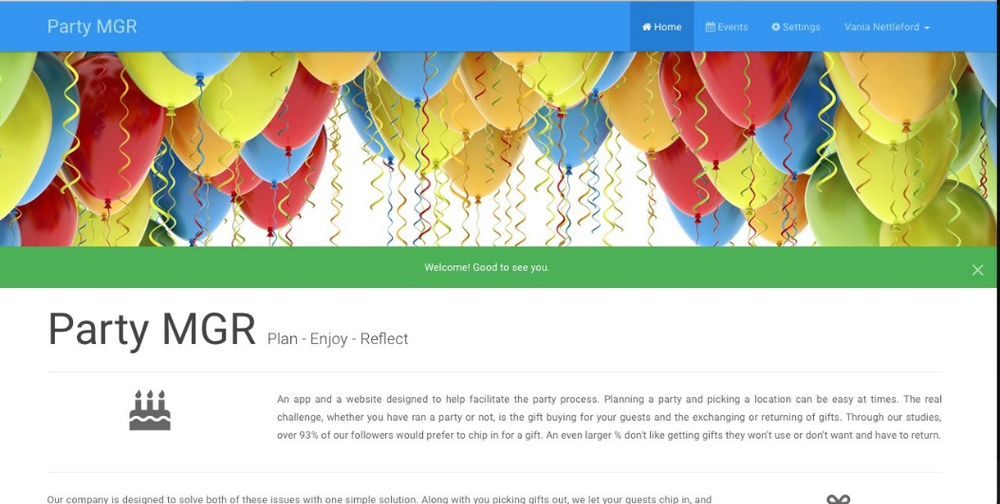 Party MGR
Home Events Settings Vania Nettleford
Welcome! Good to see you.
Party MGR Plan - Enjoy - Reflect
An app and a website designed to help facilitate the party process. Planning a party and picking a location can be easy at times. The real
challenge, whether you have ran a party or not, is the gift buying for your guests and the exchanging or returning of gifts. Through our studies,
over 93% of our followers would prefer to chip in for a gift. An even larger % don't like getting gifts they won't use or don't want and have to return.
Our company is designed to solve both of these issues with one simple solution. Along with you picking gifts out, we let your guests chip in, and